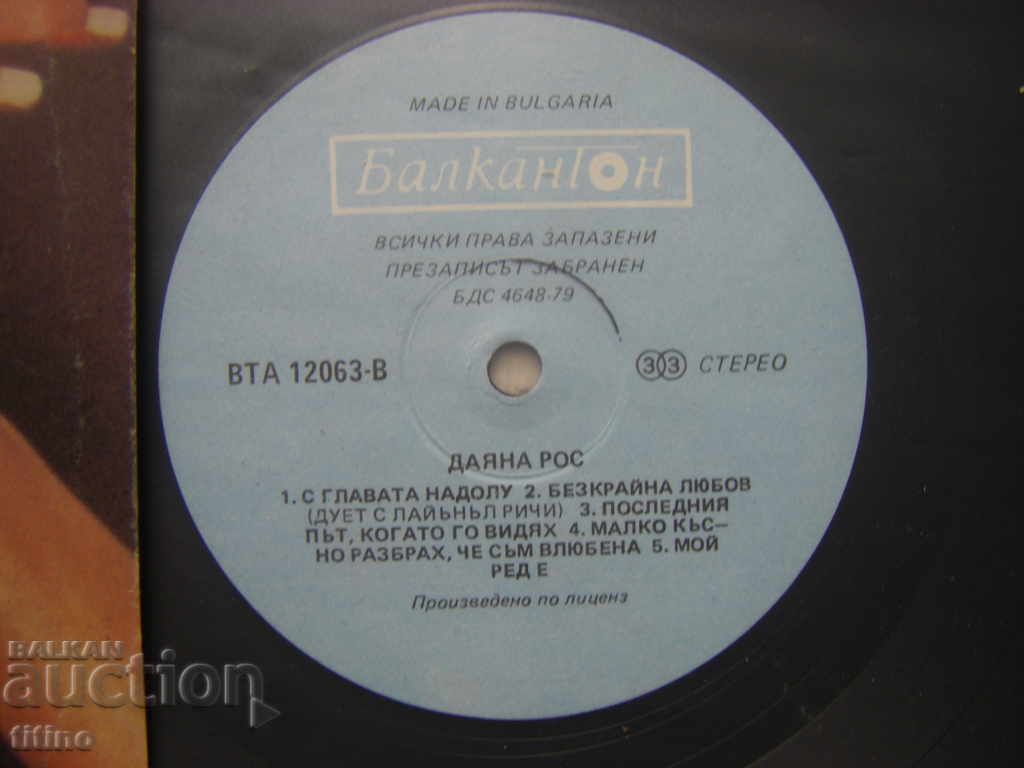 MADE IN BULGARIA
Балкантон
ВСИЧКИ ПРАВА ЗАПАЗЕНИ
ПРЕЗАПИСЪТ ЗАБРАНЕН
БДС 4648-79
ВТА 12063-В
33 СТЕРЕО
ДАЯНА РОС
1. С ГЛАВАТА НАДОЛУ 2. БЕЗКРАЙНА ЛЮБОВ
(ДУЕТ С ЛАЙЪНЪЛ РИЧИ) 3. ПОСЛЕДНИЯ
ПЪТ, КОГАТО ГО ВИДЯХ 4. МАЛКО КЪС-
НО РАЗБРАХ, ЧЕ СЪМ ВЛЮБЕНА 5. МОЙ
РЕД Е
Произведено по лиценз
BALKAN
auction
titino